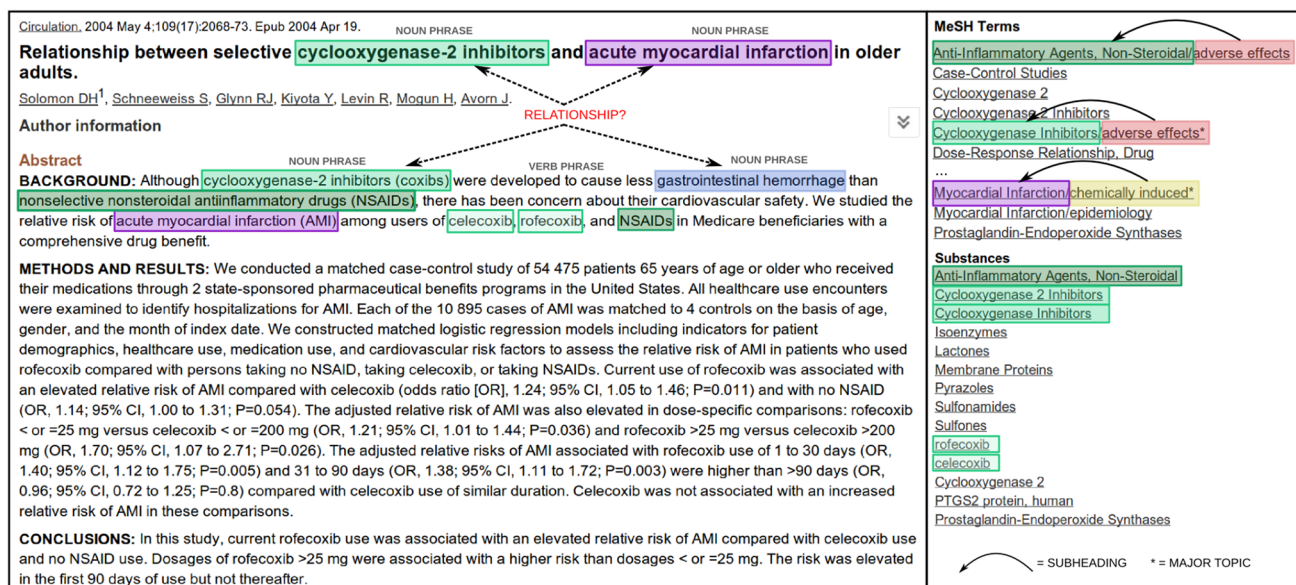 Circulation. 2004 May 4;109(17):2068-73. Epub 2004 Apr 19.
NOUN PHRASE
NOUN PHRASE
Relationship between selective cyclooxygenase-2 inhibitors and acute myocardial infarction in older
adults.
Solomon DH1, Schneeweiss S, Glynn RJ, Kiyota Y, Levin R, Mogun H, Avorn J.
RELATIONSHIP?
Author information
Abstract
NOUN PHRASE
VERB PHRASE
NOUN PHRASE
BACKGROUND: Although cyclooxygenase-2 inhibitors (coxibs) were developed to cause less gastrointestinal hemorrhage than
nonselective nonsteroidal antiinflammatory drugs (NSAIDs), there has been concern about their cardiovascular safety. We studied the
relative risk of acute myocardial infarction (AMI) among users of celecoxib, rofecoxib, and NSAIDS in Medicare beneficiaries with a
comprehensive drug benefit.
METHODS AND RESULTS: We conducted a matched case-control study of 54 475 patients 65 years of age or older who received
their medications through 2 state-sponsored pharmaceutical benefits programs in the United States. All healthcare use encounters
were examined to identify hospitalizations for AMI. Each of the 10 895 cases of AMI was matched to 4 controls on the basis of age,
gender, and the month of index date. We constructed matched logistic regression models including indicators for patient
demographics, healthcare use, medication use, and cardiovascular risk factors to assess the relative risk of AMI in patients who used
rofecoxib compared with persons taking no NSAID, taking celecoxib, or taking NSAIDs. Current use of rofecoxib was associated with
an elevated relative risk of AMI compared with celecoxib (odds ratio [OR], 1.24; 95% CI, 1.05 to 1.46; P=0.011) and with no NSAID
(OR, 1.14; 95% CI, 1.00 to 1.31; P=0.054). The adjusted relative risk of AMI was also elevated in dose-specific comparisons: rofecoxib
< or =25 mg versus celecoxib < or =200 mg (OR, 1.21; 95% CI, 1.01 to 1.44; P=0.036) and rofecoxib >25 mg versus celecoxib >200
mg (OR, 1.70; 95% CI, 1.07 to 2.71; P=0.026). The adjusted relative risks of AMI associated with rofecoxib use of 1 to 30 days (OR,
1.40; 95% CI, 1.12 to 1.75; P=0.005) and 31 to 90 days (OR, 1.38; 95% CI, 1.11 to 1.72; P=0.003) were higher than >90 days (OR,
0.96; 95% CI, 0.72 to 1.25; P=0.8) compared with celecoxib use of similar duration. Celecoxib was not associated with an increased
relative risk of AMI in these comparisons.
CONCLUSIONS: In this study, current rofecoxib use was associated with an elevated relative risk of AMI compared with celecoxib use
and no NSAID use. Dosages of rofecoxib >25 mg were associated with a higher risk than dosages < or =25 mg. The risk was elevated
in the first 90 days of use but not thereafter.
MeSH Terms
Anti-Inflammatory Agents, Non-Steroidal/adverse effects
Case-Control Studies
Cyclooxygenase 2
Cyclooxygenase 2 Inhibitors
Cyclooxygenase Inhibitors/adverse effects*
Dose-Response Relationship, Drug
...
Myocardial Infarction/chemically induced*
Myocardial Infarction/epidemiology
Prostaglandin-Endoperoxide Synthases
Substances
Anti-Inflammatory Agents, Non-Steroidal
Cyclooxygenase 2 Inhibitors
Cyclooxygenase Inhibitors
Isoenzymes
Lactones
Membrane Proteins
Pyrazoles
Sulfonamides
Sulfones
rofecoxib
celecoxib
Cyclooxygenase 2
PTGS2 protein, human
Prostaglandin-Endoperoxide Synthases
= SUBHEADING * = MAJOR TOPIC